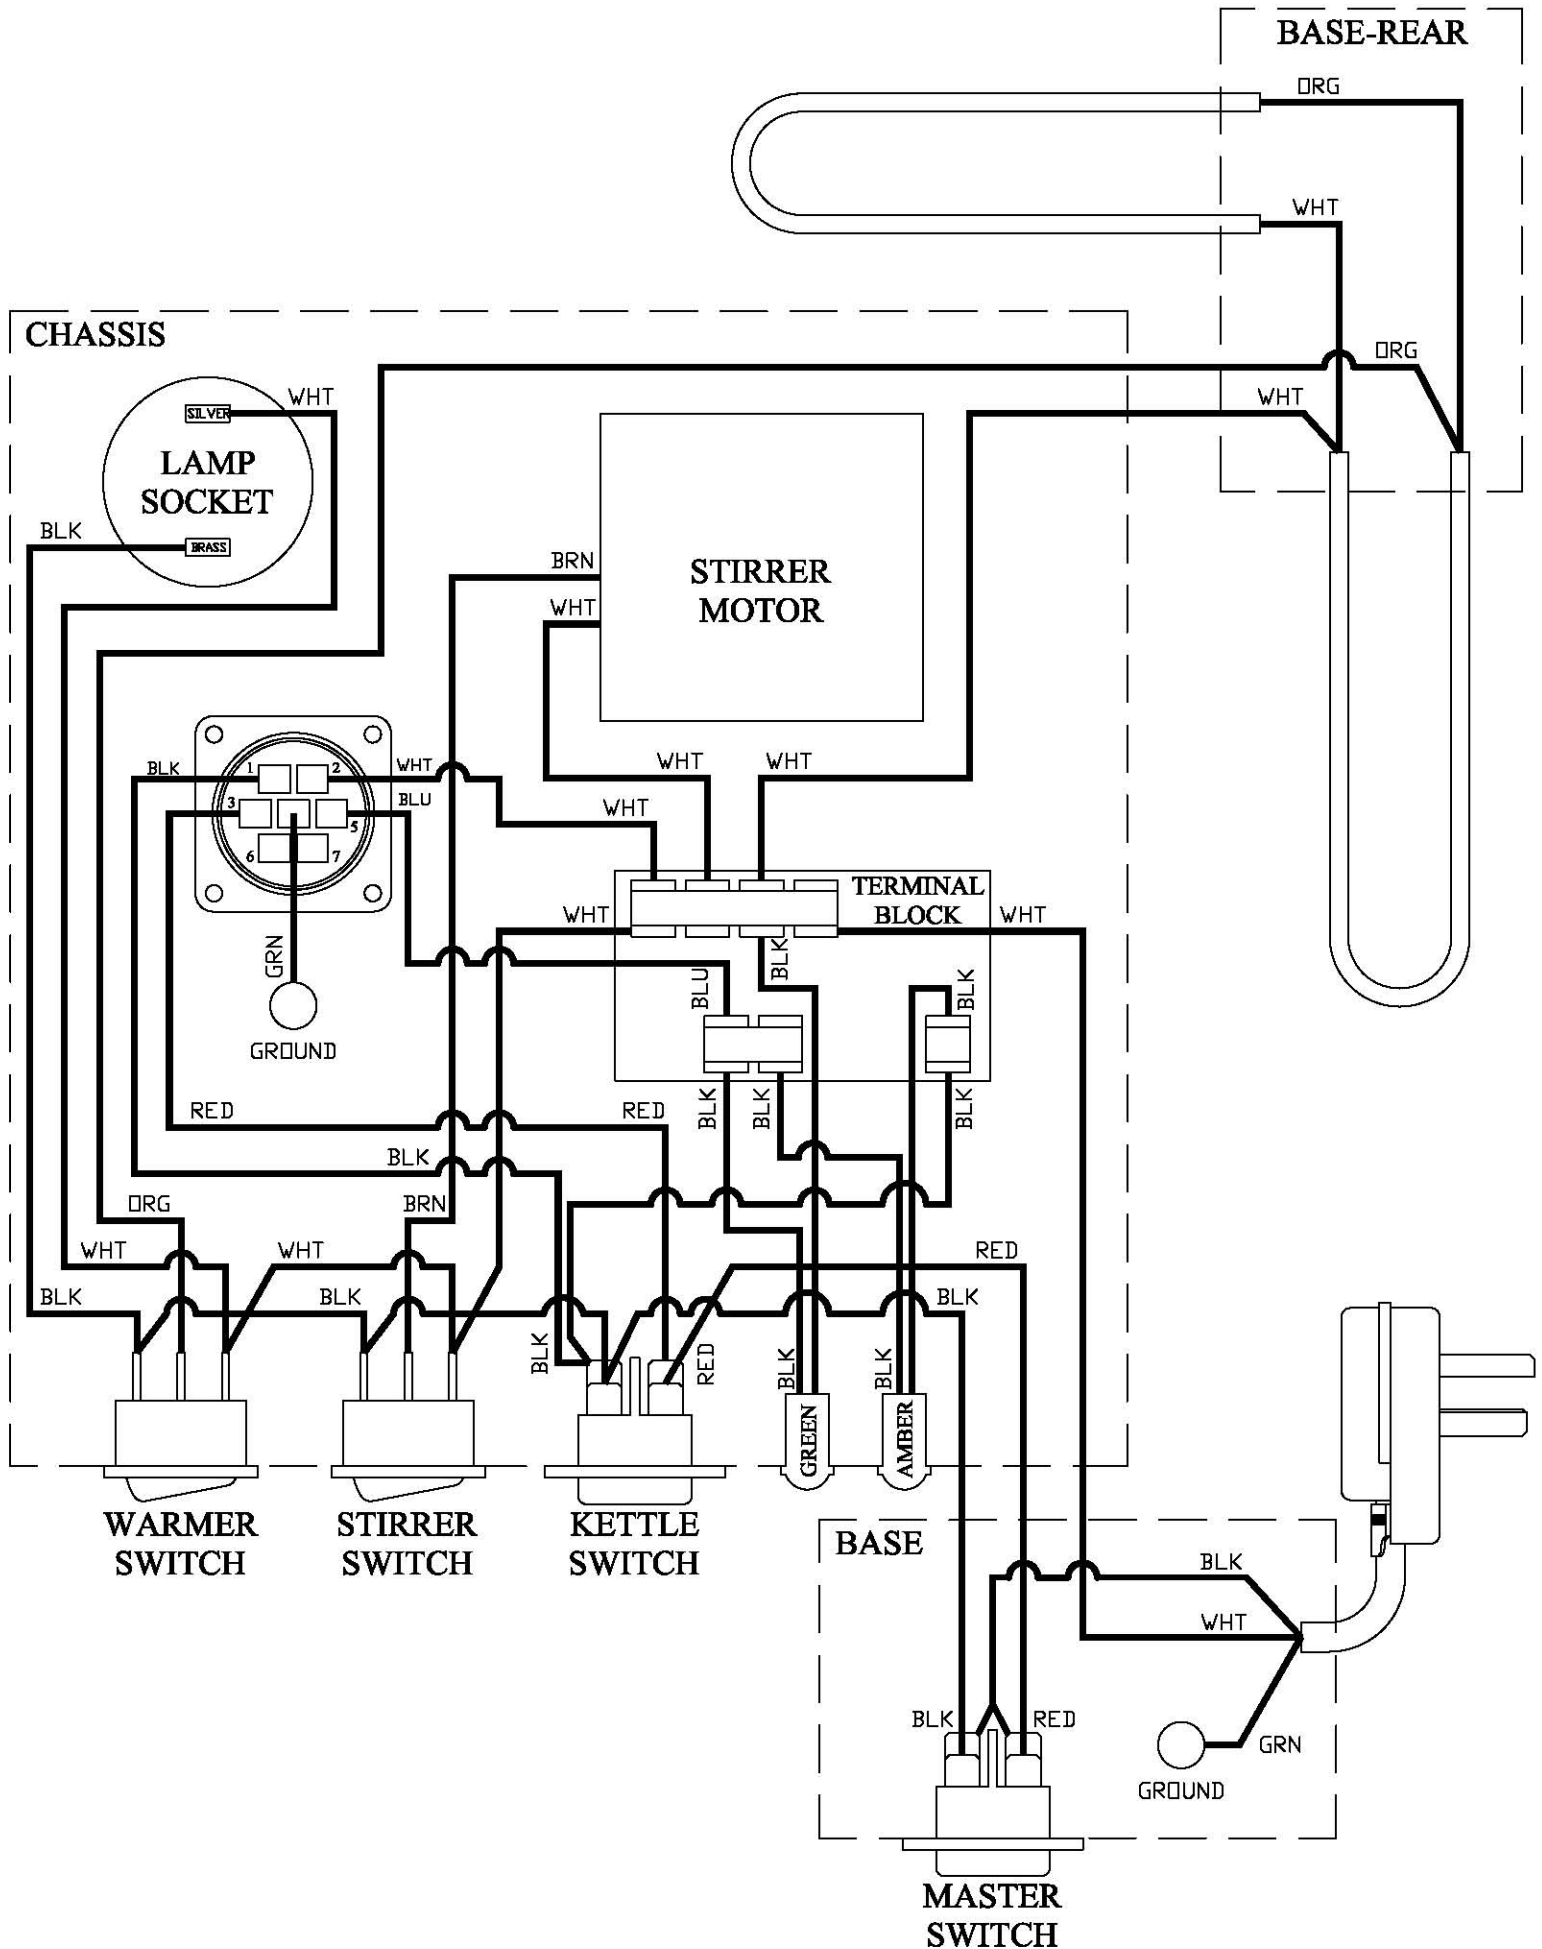 BASE-REAR
ORG
WHT
CHASSIS
ORG
WHT
WHT
SILVER
LAMP
SOCKET
BLK
BRASS
BRN
WHT
STIRRER
MOTOR
BLK
1
2
WHT
WHT
WHT
3
BLU
WHT
5
6
7
TERMINAL
BLOCK
WHT
WHT
GRN
BLK
BLU
BLK
GROUND
RED
RED
BLK
BLK
BLK
BLK
ORG
BRN
WHT
WHT
RED
BLK
BLK
BLK
BLK
RED
BLK
BLK
GREEN
AMBER
WARMER
SWITCH
STIRRER
SWITCH
KETTLE
SWITCH
BASE
BLK
WHT
BLK
RED
GRN
GROUND
MASTER
SWITCH